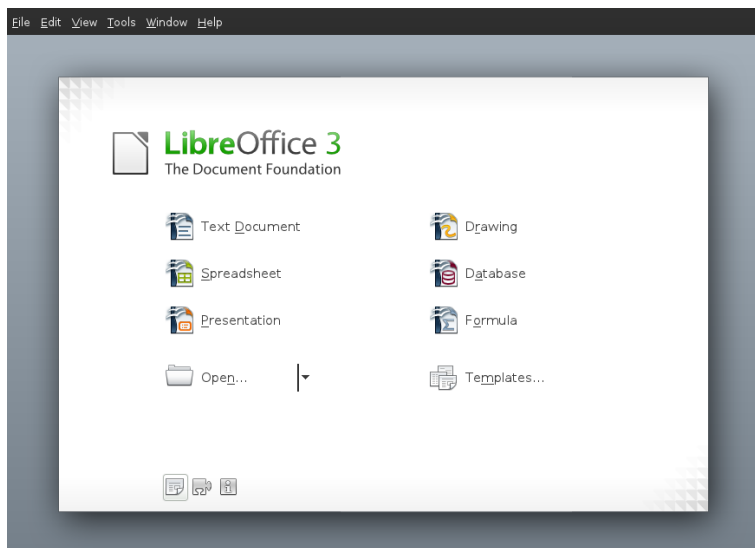 File Edit View Tools Window Help
LibreOffice 3
The Document Foundation
Text Document
Drawing
Spreadsheet
Database
Presentation
Formula
Open...
Templates...